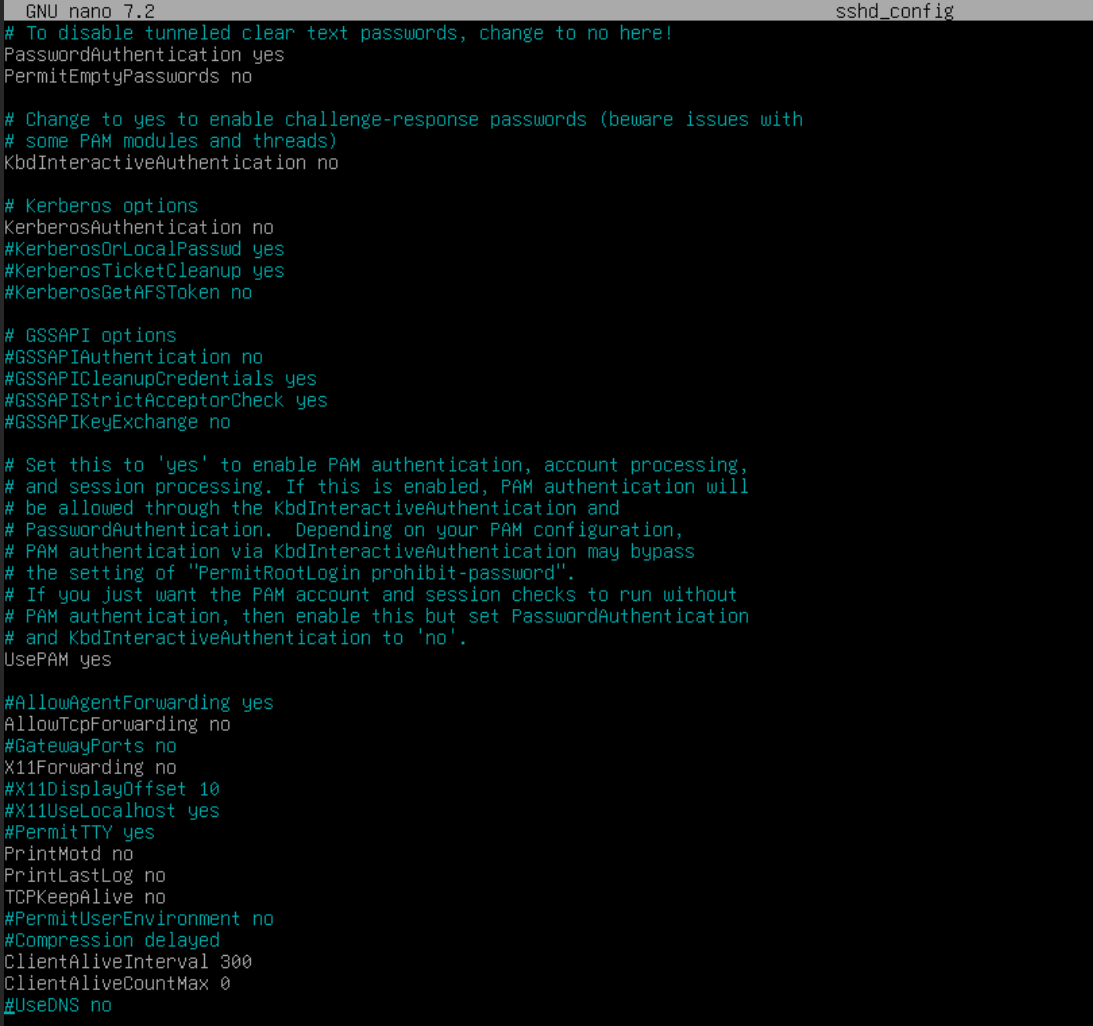 GNU nano 7.2 sshd_config
# To disable tunneled clear text passwords, change to no here!
PasswordAuthentication yes
PermitEmptyPasswords no
# Change to yes to enable challenge-response passwords (beware issues with
# some PAM modules and threads)
KbdInteractiveAuthentication no
# Kerberos options
KerberosAuthentication no
#KerberosOrLocalPasswd yes
#KerberosTicketCleanup yes
#KerberosGetAFSToken no
# GSSAPI options
#GSSAPIAuthentication no
#GSSAPICleanupCredentials yes
#GSSAPIStrictAcceptorCheck yes
#GSSAPIKeyExchange no
# Set this to 'yes' to enable PAM authentication, account processing,
# and session processing. If this is enabled, PAM authentication will
# be allowed through the KbdInteractiveAuthentication and
# PasswordAuthentication.  Depending on your PAM configuration,
# PAM authentication via KbdInteractiveAuthentication may bypass
# the setting of "PermitRootLogin prohibit-password".
# If you just want the PAM account and session checks to run without
# PAM authentication, then enable this but set PasswordAuthentication
# and KbdInteractiveAuthentication to 'no'.
UsePAM yes
#AllowAgentForwarding yes
AllowTcpForwarding no
#GatewayPorts no
X11Forwarding no
#X11DisplayOffset 10
#X11UseLocalhost yes
#PermitTTY yes
PrintMotd no
PrintLastLog no
TCPKeepAlive no
#PermitUserEnvironment no
#Compression delayed
ClientAliveInterval 300
ClientAliveCountMax 0
#UseDNS no